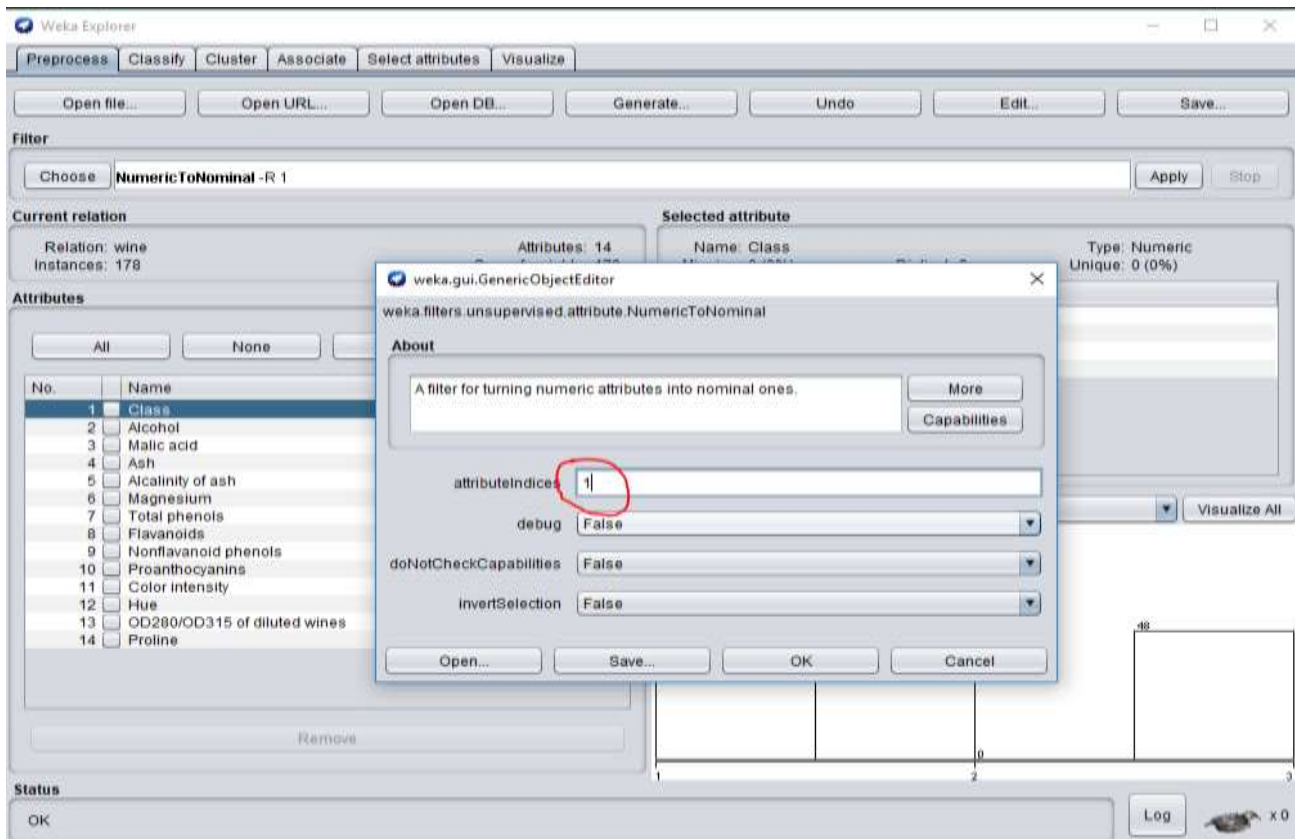 Weka Explorer
Preprocess Classify Cluster Associate Select attributes Visualize
Open file... Open URL... Open DB... Generate... Undo Edit... Save...
Filter
Choose NumericToNominal -R 1 Apply Stop
Current relation
Relation: wine Attributes: 14
Instances: 178
Selected attribute
Name: Class Type: Numeric
Unique: 0 (0%)
Attributes
All None
No. Name
1 Class
2 Alcohol
3 Malic acid
4 Ash
5 Alcalinity of ash
6 Magnesium
7 Total phenols
8 Flavanoids
9 Nonflavanoid phenols
10 Proanthocyanins
11 Color intensity
12 Hue
13 OD280/OD315 of diluted wines
14 Proline
Remove
weka.gui.GenericObjectEditor
weka.filters.unsupervised.attribute.NumericToNominal
About
A filter for turning numeric attributes into nominal ones.
More
Capabilities
attributeIndices 1
debug False
doNotCheckCapabilities False
invertSelection False
Open... Save... OK Cancel
Visualize All
48
0
1 2 3
Status
OK
Log x 0